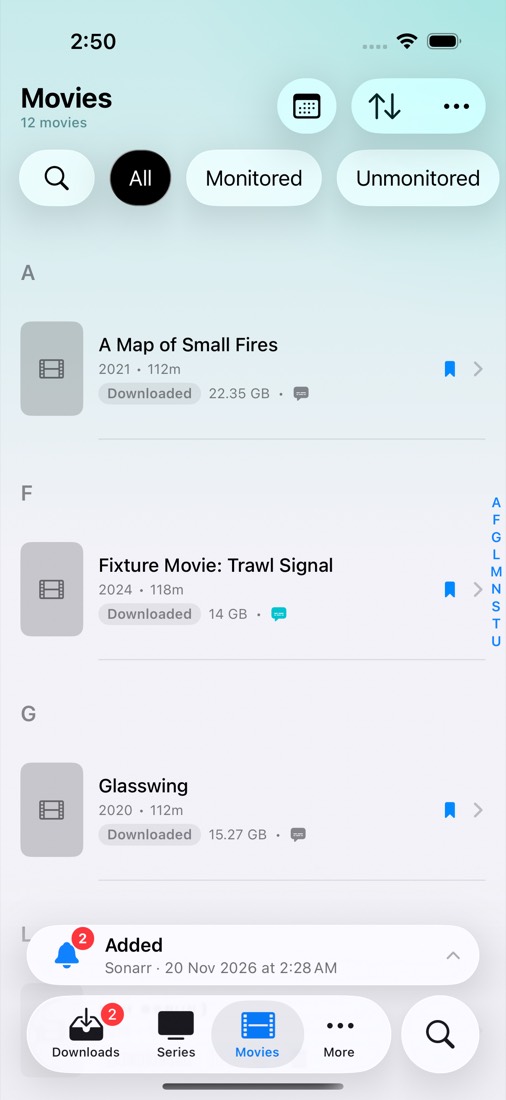 2:50
Movies
12 movies
All
Monitored
Unmonitored
A
A Map of Small Fires
2021 • 112m
Downloaded 22.35 GB •
F
Fixture Movie: Trawl Signal
2024 • 118m
Downloaded 14 GB •
A
F
G
L
M
N
S
T
U
G
Glasswing
2020 • 112m
Downloaded 15.27 GB •
L
2
Added
Sonarr · 20 Nov 2026 at 2:28 AM
2
Downloads
Series
Movies
More